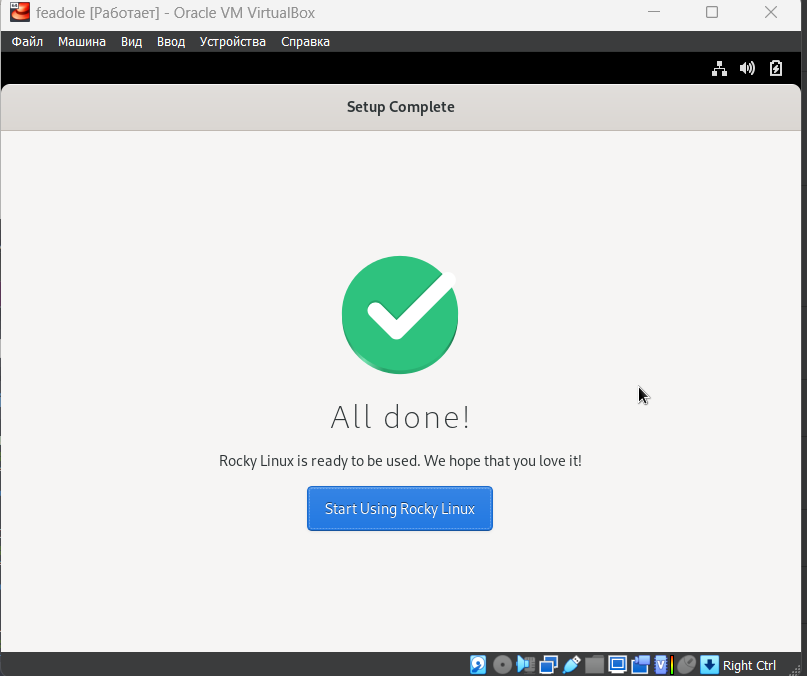 feadole [Работает] - Oracle VM VirtualBox
Файл Машина Вид Ввод Устройства Справка
Setup Complete
All done!
Rocky Linux is ready to be used. We hope that you love it!
Start Using Rocky Linux
Right Ctrl